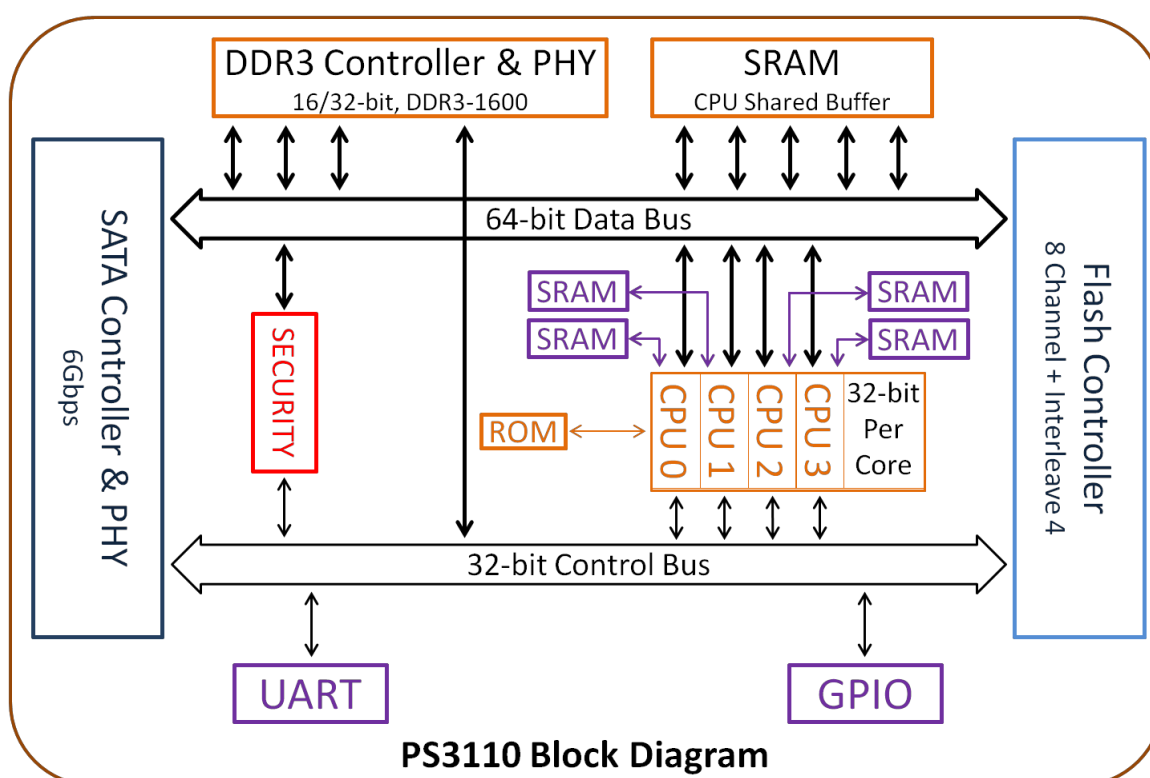 DDR3 Controller & PHY
16/32-bit, DDR3-1600
SRAM
CPU Shared Buffer
SATA Controller & PHY
6Gbps
64-bit Data Bus
Flash Controller
8 Channel + Interleave 4
SECURITY
SRAM
SRAM
SRAM
SRAM
ROM
CPU 0
CPU 1
CPU 2
CPU 3
32-bit
Per
Core
32-bit Control Bus
UART
GPIO
PS3110 Block Diagram